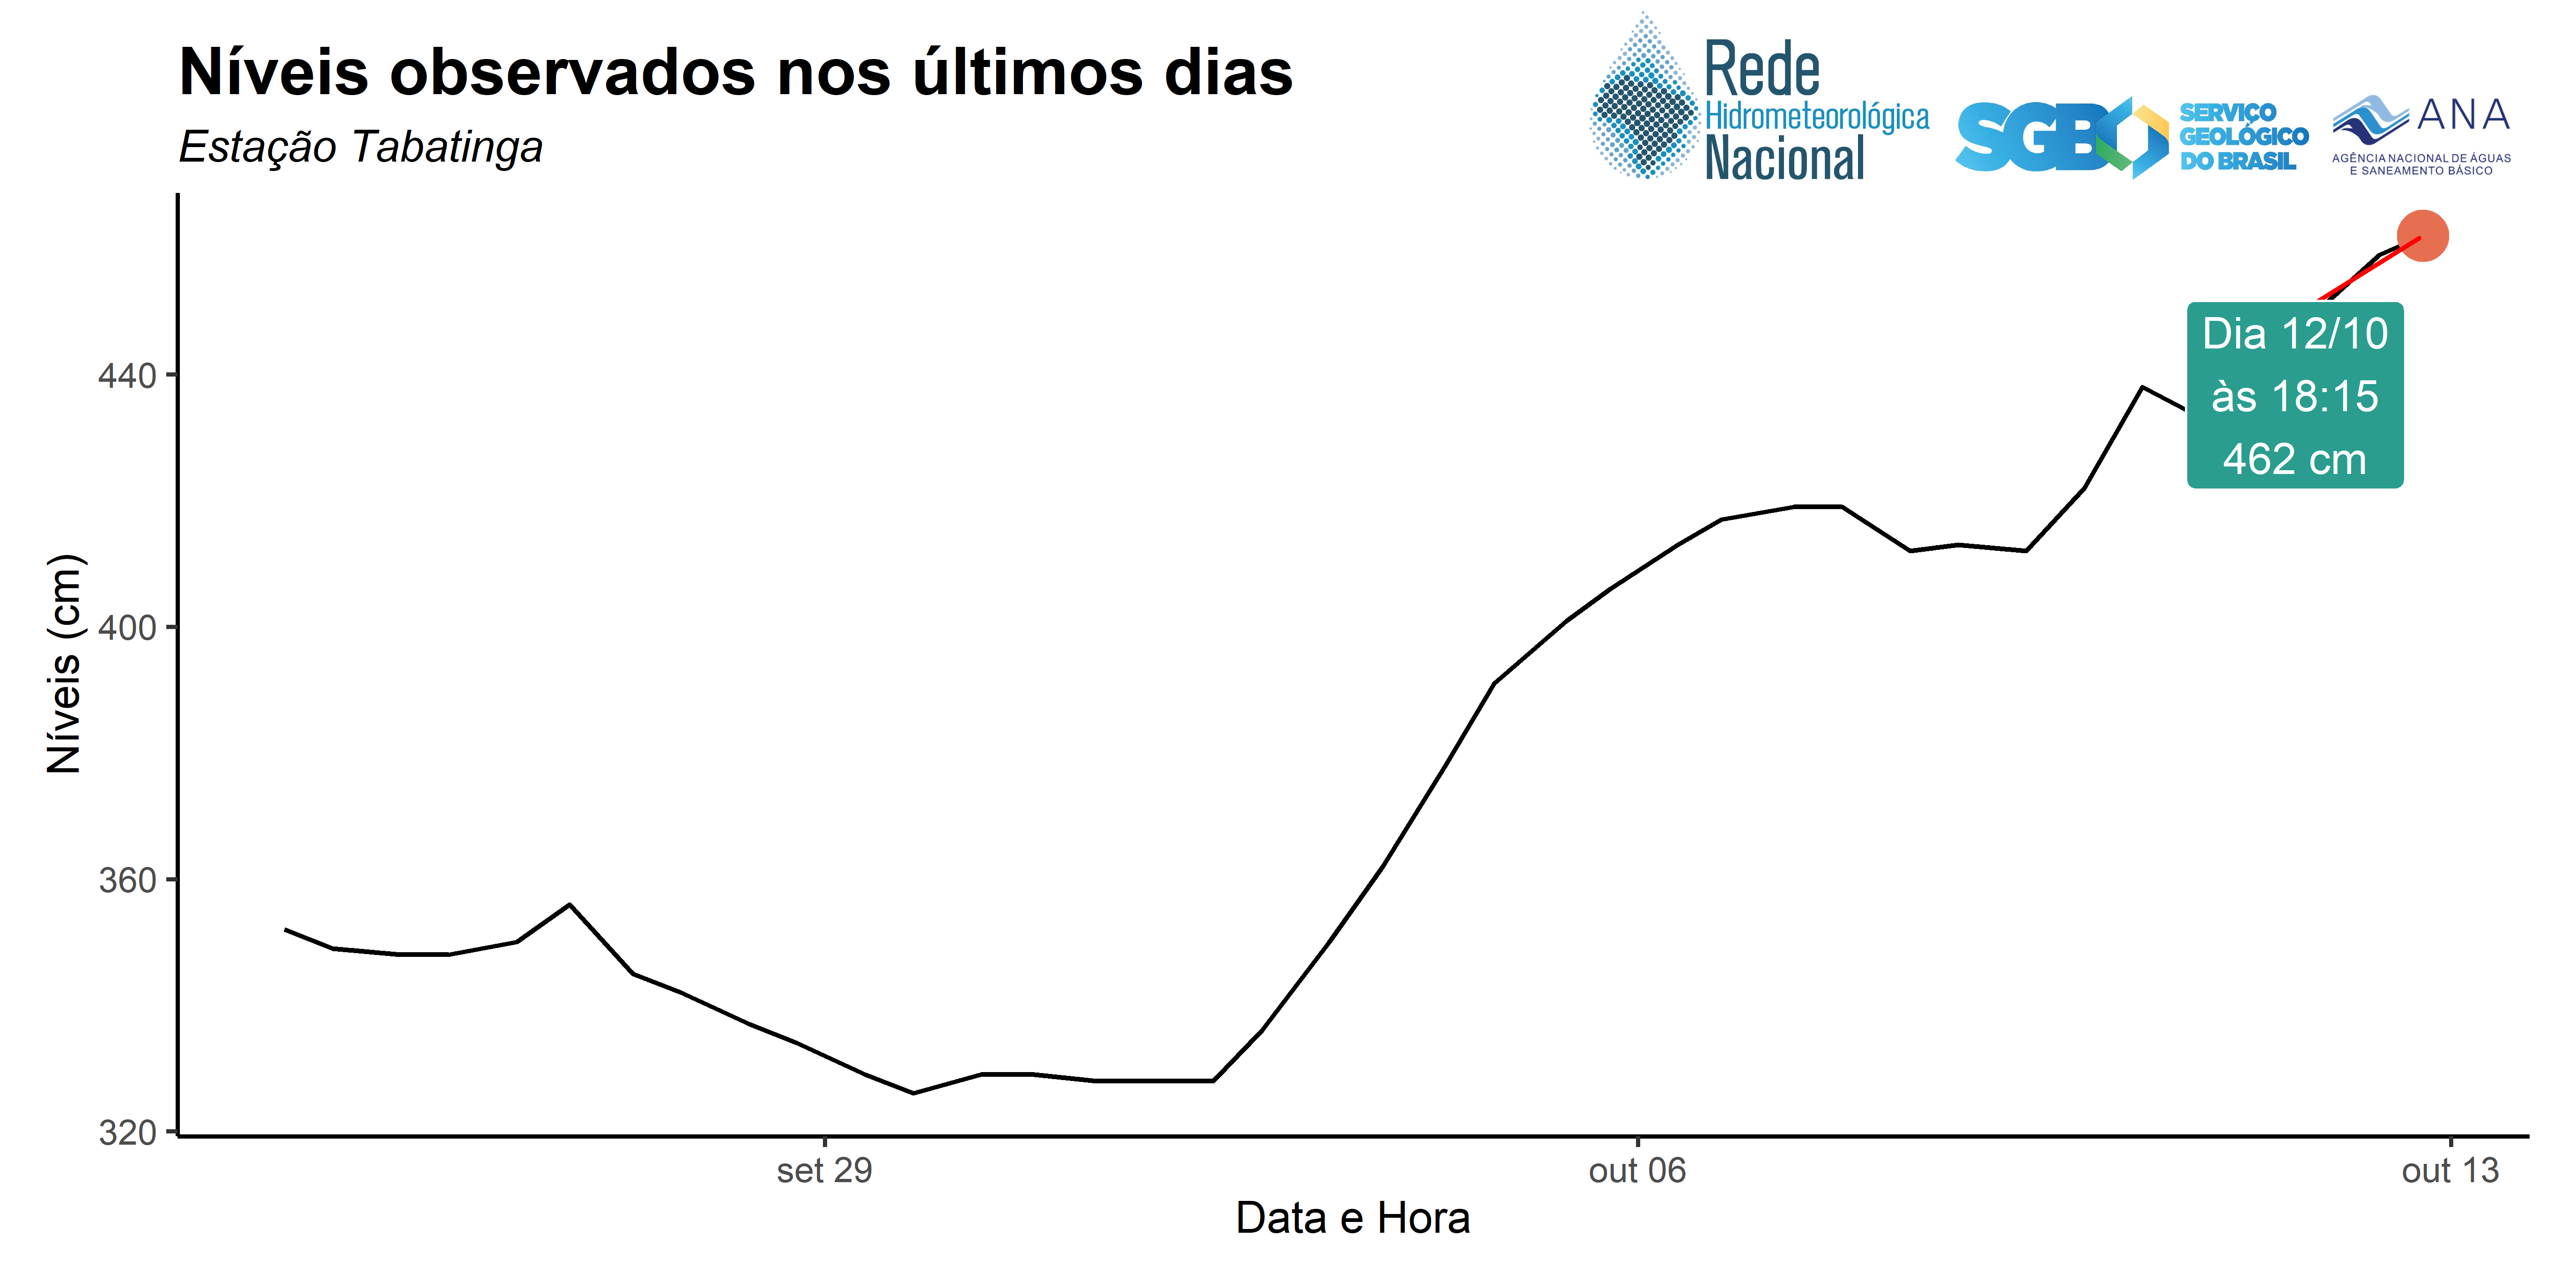 Níveis observados nos últimos dias
Estação Tabatinga
Rede
Hidrometeorológica
Nacional
SGB
SERVIÇO
GEOLÓGICO
DO BRASIL
ANA
AGÊNCIA NACIONAL DE ÁGUAS
E SANEAMENTO BÁSICO
Níveis (cm)
440
400
360
320
Dia 12/10
às 18:15
462 cm
set 29
out 06
out 13
Data e Hora